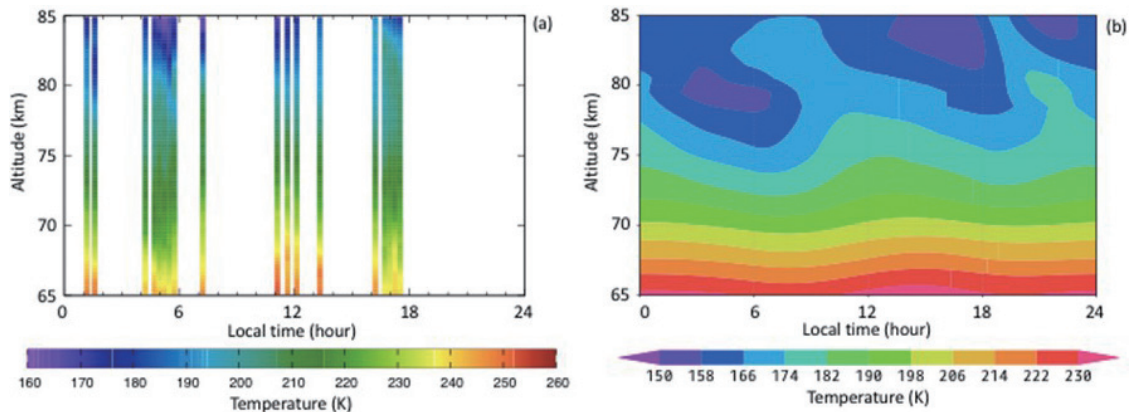 85
80
75
70
65
Altitude (km)
(a)
0 6 12 18 24
Local time (hour)
160 170 180 190 200 210 220 230 240 250 260
Temperature (K)
85
80
75
70
65
Altitude (km)
(b)
0 6 12 18 24
Local time (hour)
150 158 166 174 182 190 198 206 214 222 230
Temperature (K)